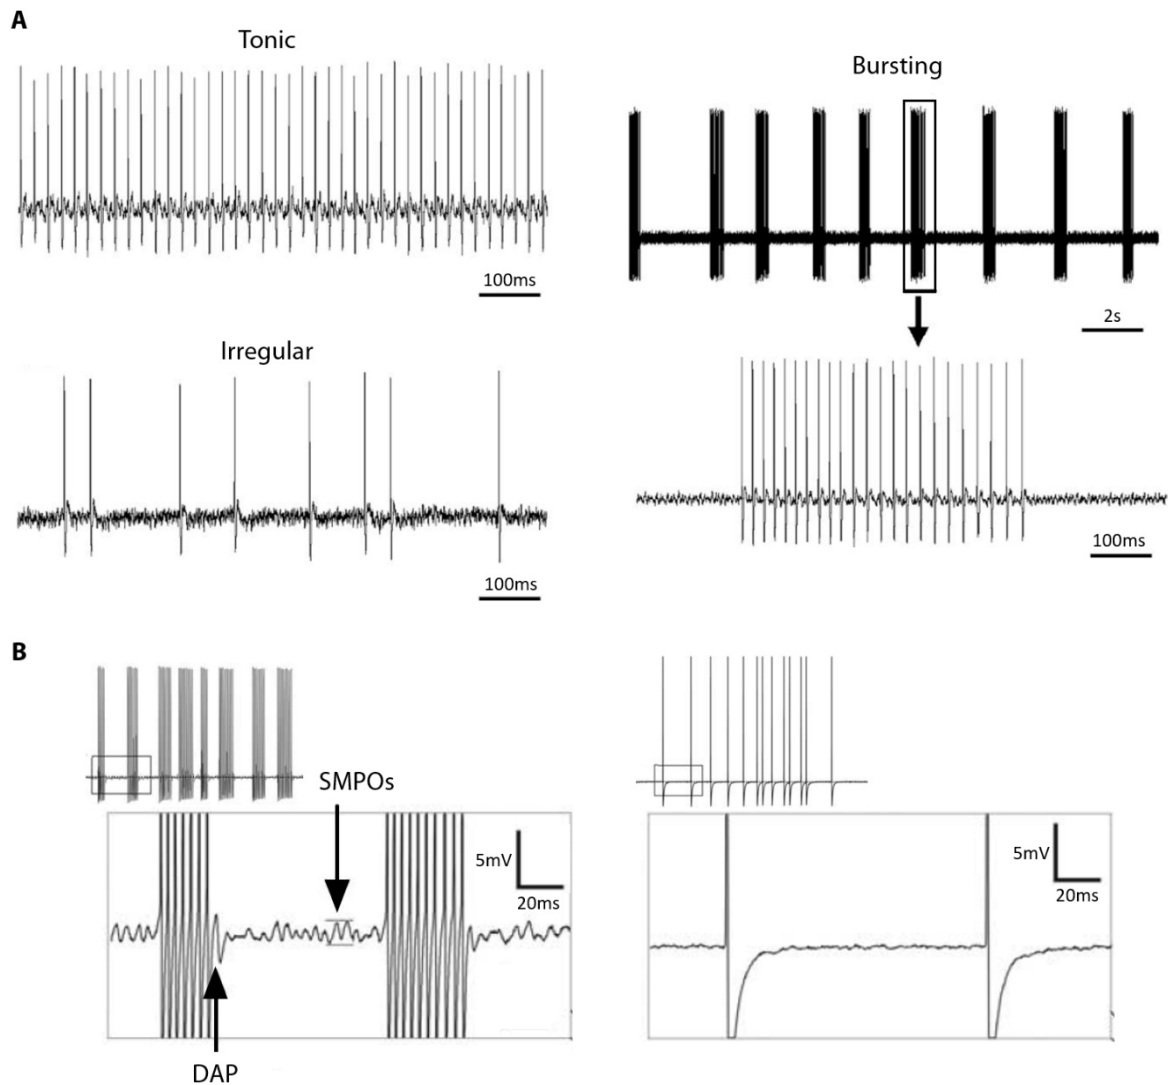 A
Tonic
Bursting
100ms
2s
Irregular
100ms
100ms
B
SMPOs
5mV
20ms
5mV
20ms
DAP